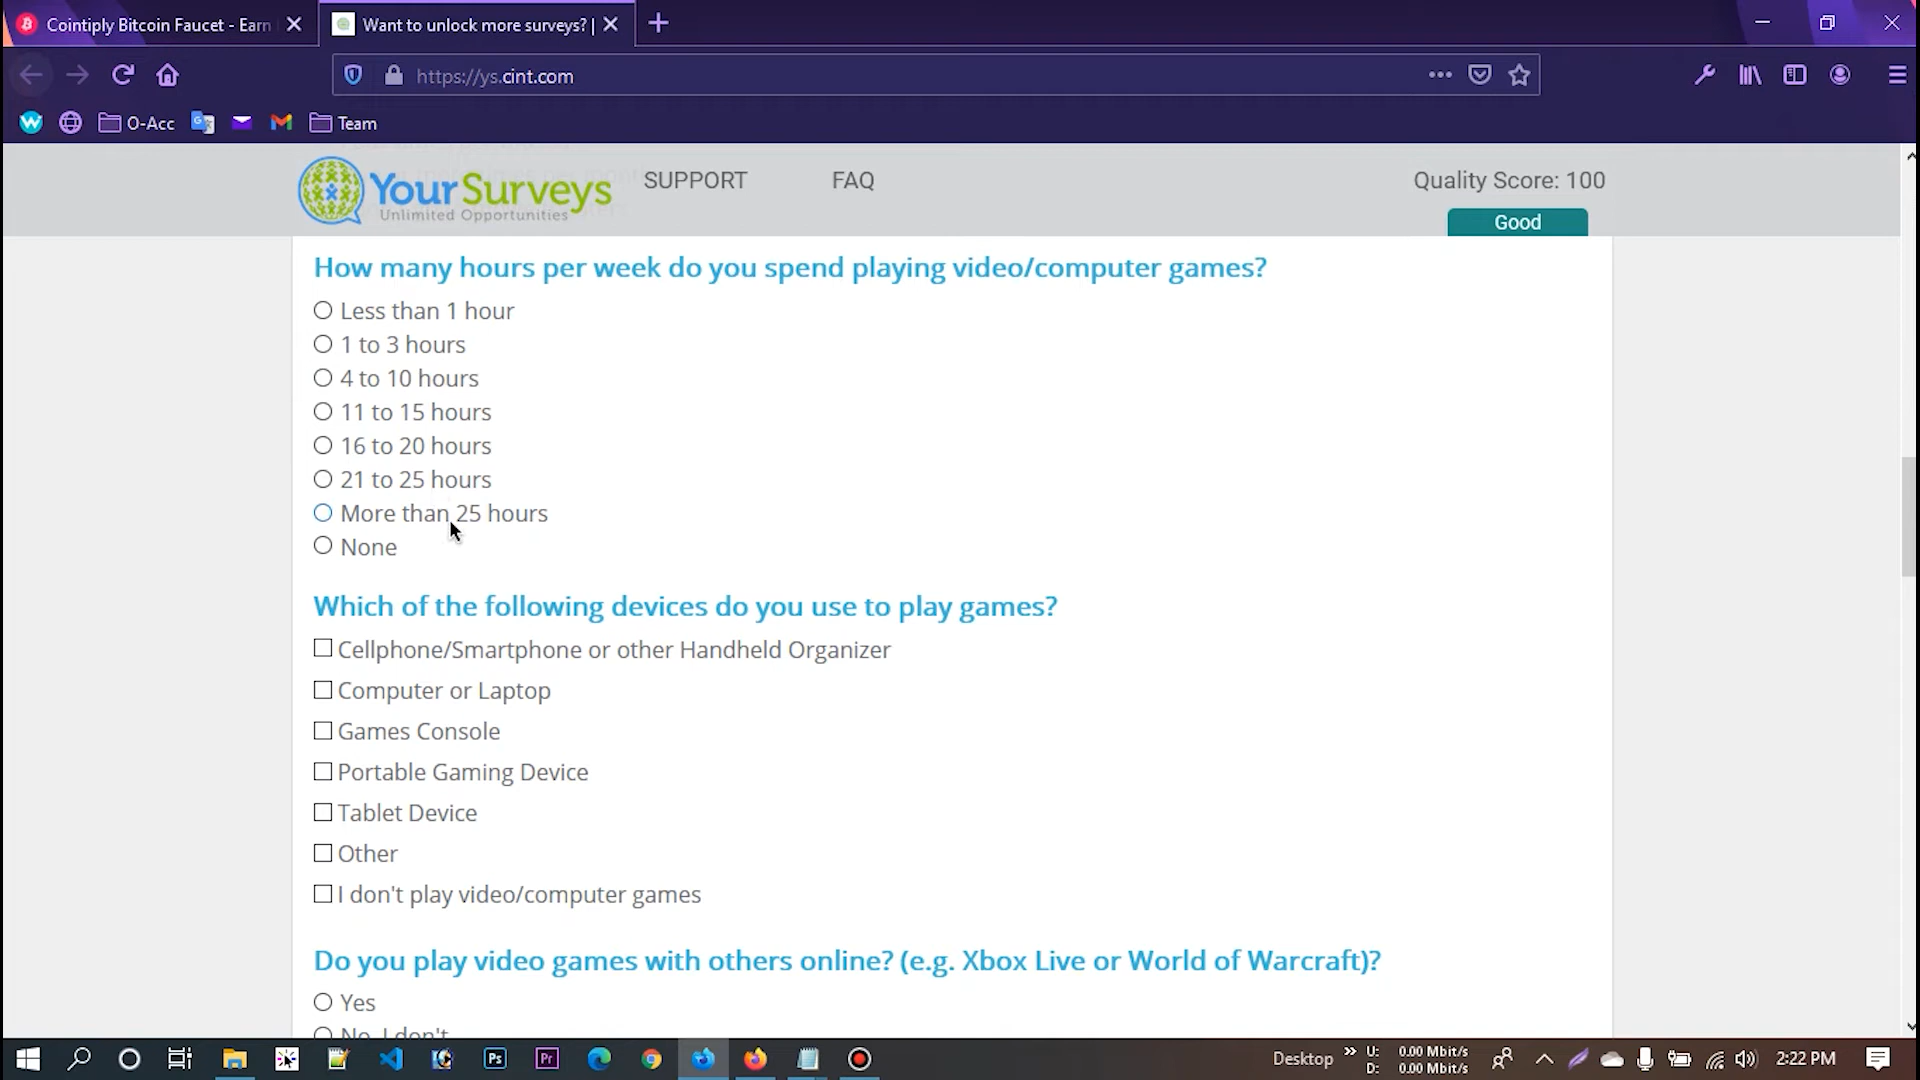 Cointiply Bitcoin Faucet - Earn
Want to unlock more surveys? |
https://ys.cint.com
O-Acc
Team
YourSurveys
Unlimited Opportunities
SUPPORT
FAQ
Quality Score: 100
Good
How many hours per week do you spend playing video/computer games?
Less than 1 hour
1 to 3 hours
4 to 10 hours
11 to 15 hours
16 to 20 hours
21 to 25 hours
More than 25 hours
None
Which of the following devices do you use to play games?
Cellphone/Smartphone or other Handheld Organizer
Computer or Laptop
Games Console
Portable Gaming Device
Tablet Device
Other
I don't play video/computer games
Do you play video games with others online? (e.g. Xbox Live or World of Warcraft)?
Yes
No, I don't
Ps
Pr
Desktop
U: 0.00 Mbit/s
D: 0.00 Mbit/s
2:22 PM